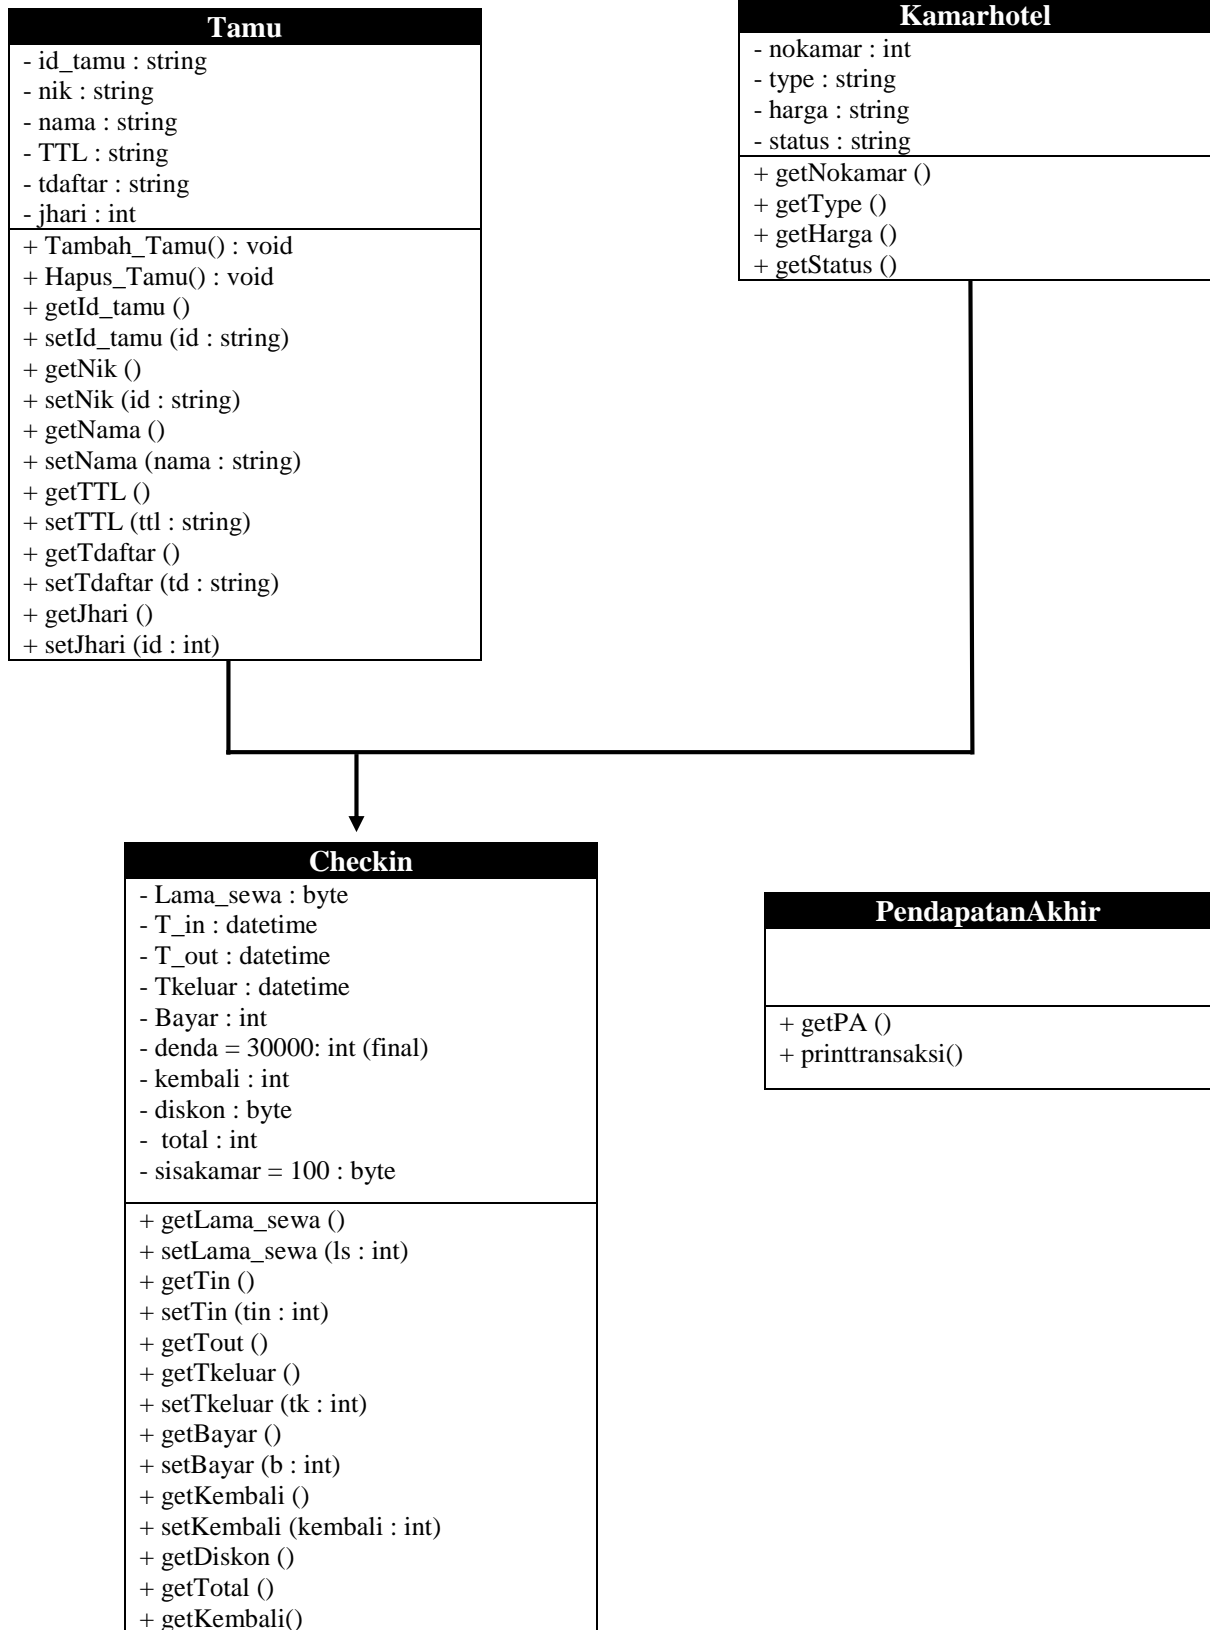 Tamu
- id_tamu : string
- nik : string
- nama : string
- TTL : string
- tdaftar : string
- jhari : int
+ Tambah_Tamu() : void
+ Hapus_Tamu() : void
+ getId_tamu ()
+ setId_tamu (id : string)
+ getNik ()
+ setNik (id : string)
+ getNama ()
+ setNama (nama : string)
+ getTTL ()
+ setTTL (ttl : string)
+ getTdaftar ()
+ setTdaftar (td : string)
+ getJhari ()
+ setJhari (id : int)
Kamarhotel
- nokamar : int
- type : string
- harga : string
- status : string
+ getNokamar ()
+ getType ()
+ getHarga ()
+ getStatus ()
Checkin
- Lama_sewa : byte
- T_in : datetime
- T_out : datetime
- Tkeluar : datetime
- Bayar : int
- denda = 30000: int (final)
- kembali : int
- diskon : byte
- total : int
- sisakamar = 100 : byte
+ getLama_sewa ()
+ setLama_sewa (ls : int)
+ getTin ()
+ setTin (tin : int)
+ getTout ()
+ getTkeluar ()
+ setTkeluar (tk : int)
+ getBayar ()
+ setBayar (b : int)
+ getKembali ()
+ setKembali (kembali : int)
+ getDiskon ()
+ getTotal ()
+ getKembali()
PendapatanAkhir
+ getPA ()
+ printtransaksi()